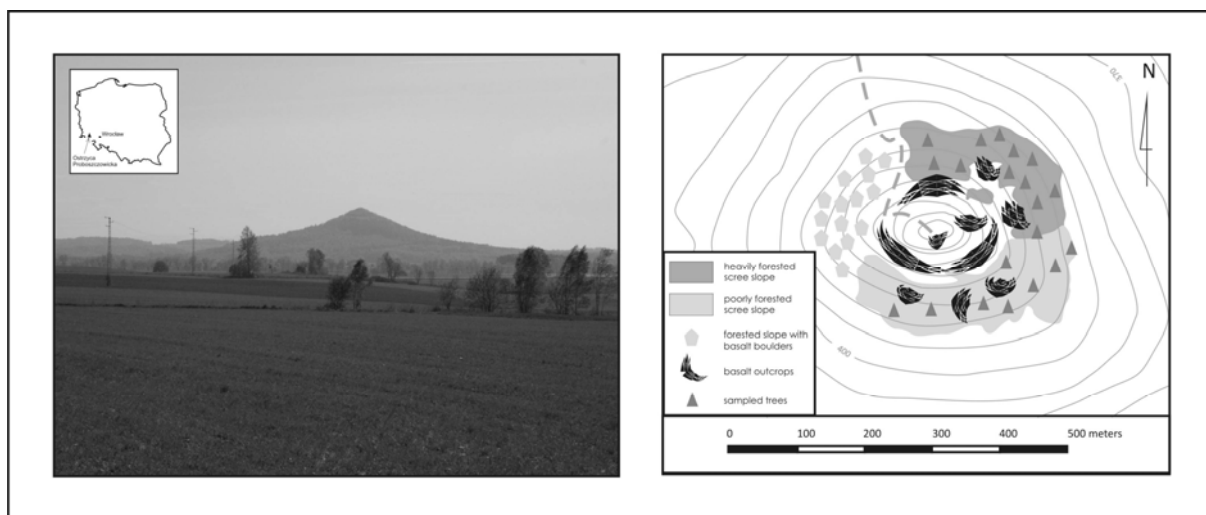 Wrocław
Ostrzyca
Proboszczowicka
370
N
400
heavily forested
scree slope
poorly forested
scree slope
forested slope with
basalt boulders
basalt outcrops
sampled trees
0 100 200 300 400 500 meters